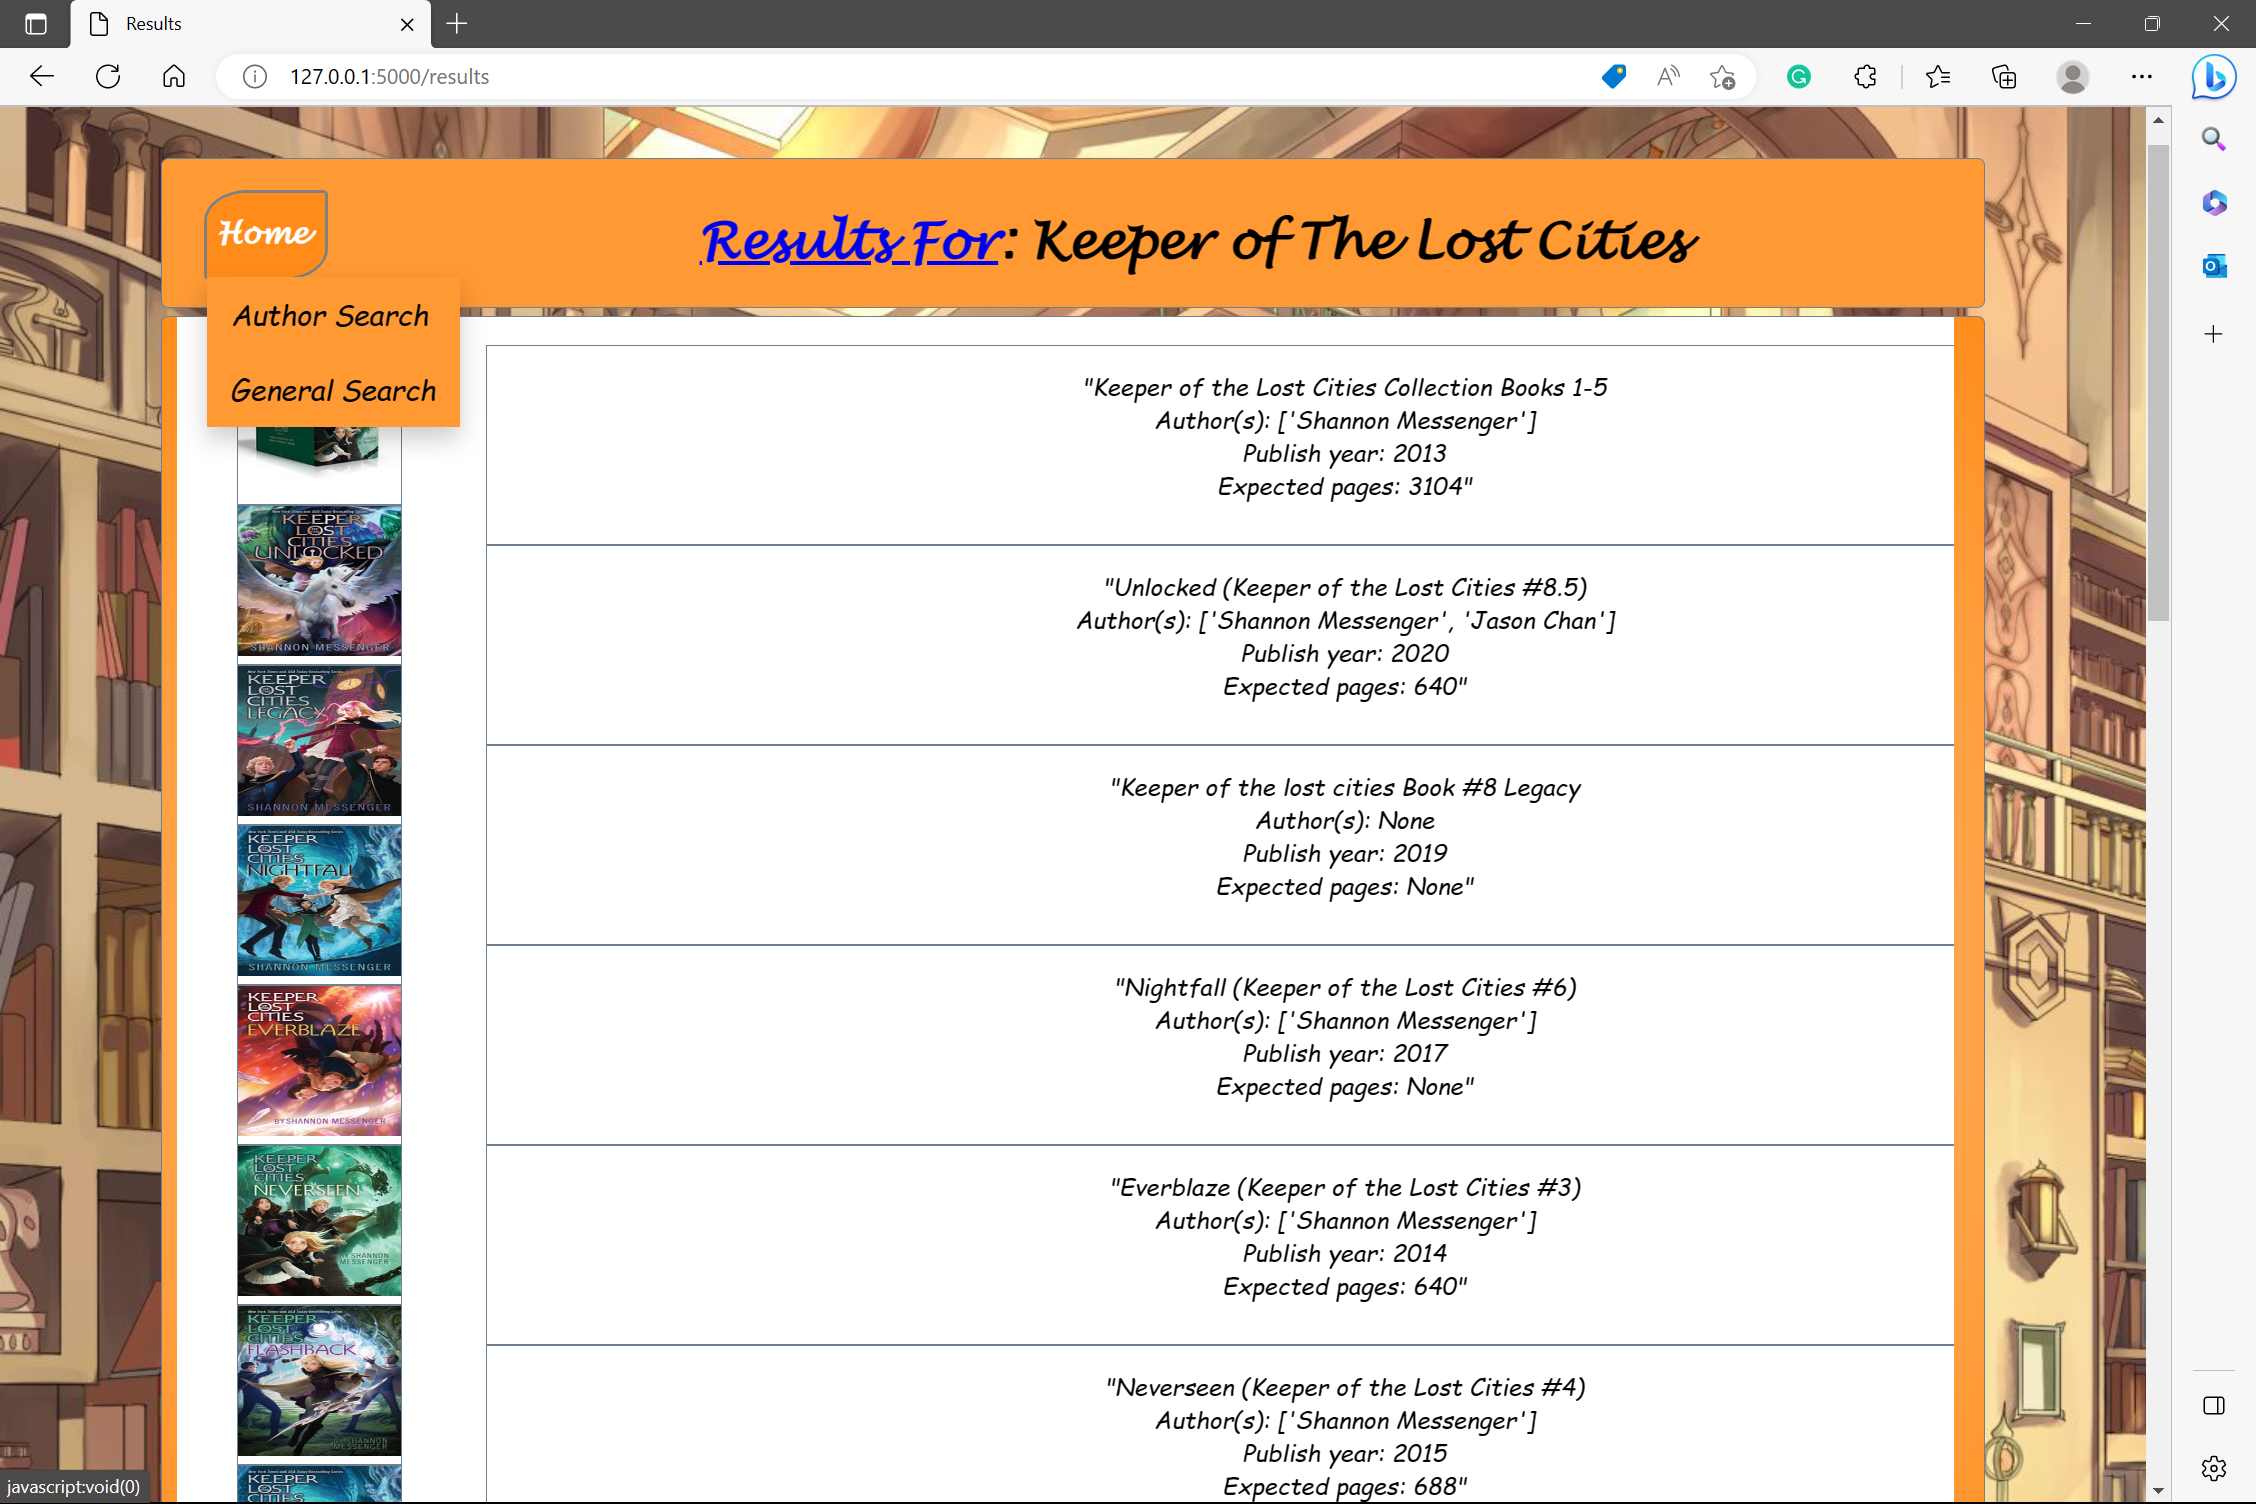 Results
127.0.0.1:5000/results
Home
Results For: Keeper of The Lost Cities
Author Search
General Search
"Keeper of the Lost Cities Collection Books 1-5
Author(s): ['Shannon Messenger']
Publish year: 2013
Expected pages: 3104"
KEEPER
LOST
CITIES
UNLOCKED
SHANNON MESSENGER
"Unlocked (Keeper of the Lost Cities #8.5)
Author(s): ['Shannon Messenger', 'Jason Chan']
Publish year: 2020
Expected pages: 640"
KEEPER
LOST
CITIES
LEGACY
SHANNON MESSENGER
"Keeper of the lost cities Book #8 Legacy
Author(s): None
Publish year: 2019
Expected pages: None"
KEEPER
LOST
CITIES
NIGHTFALL
SHANNON MESSENGER
"Nightfall (Keeper of the Lost Cities #6)
Author(s): ['Shannon Messenger']
Publish year: 2017
Expected pages: None"
KEEPER
LOST
CITIES
EVERBLAZE
BY SHANNON MESSENGER
"Everblaze (Keeper of the Lost Cities #3)
Author(s): ['Shannon Messenger']
Publish year: 2014
Expected pages: 640"
KEEPER
LOST
CITIES
NEVERSEEN
BY SHANNON
MESSENGER
"Neverseen (Keeper of the Lost Cities #4)
Author(s): ['Shannon Messenger']
Publish year: 2015
Expected pages: 688"
KEEPER
LOST
CITIES
FLASHBACK
BY SHANNON
MESSENGER
KEEPER
LOST
CITIES
javascript:void(0)